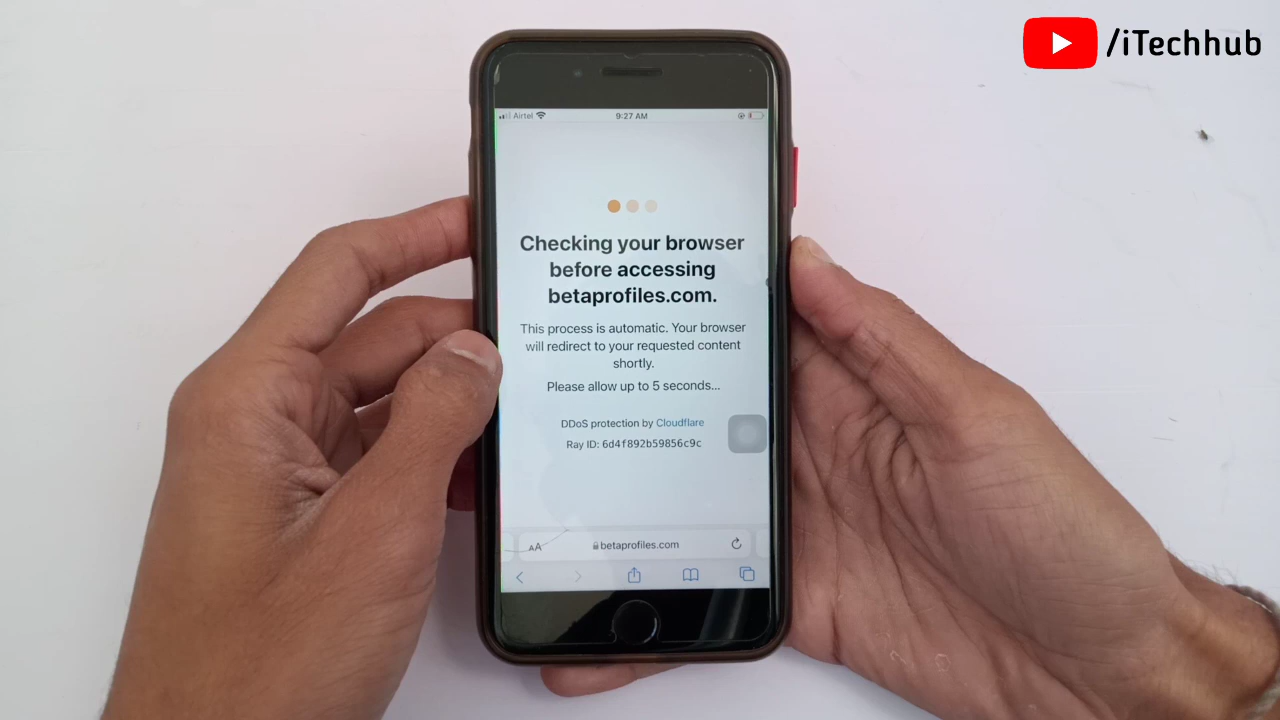 /iTechhub
Airtel
9:27 AM
Checking your browser
before accessing
betaprofiles.com.
This process is automatic. Your browser
will redirect to your requested content
shortly.
Please allow up to 5 seconds...
DDoS protection by Cloudflare
Ray ID: 6d4f892b59856c9c
AA
betaprofiles.com